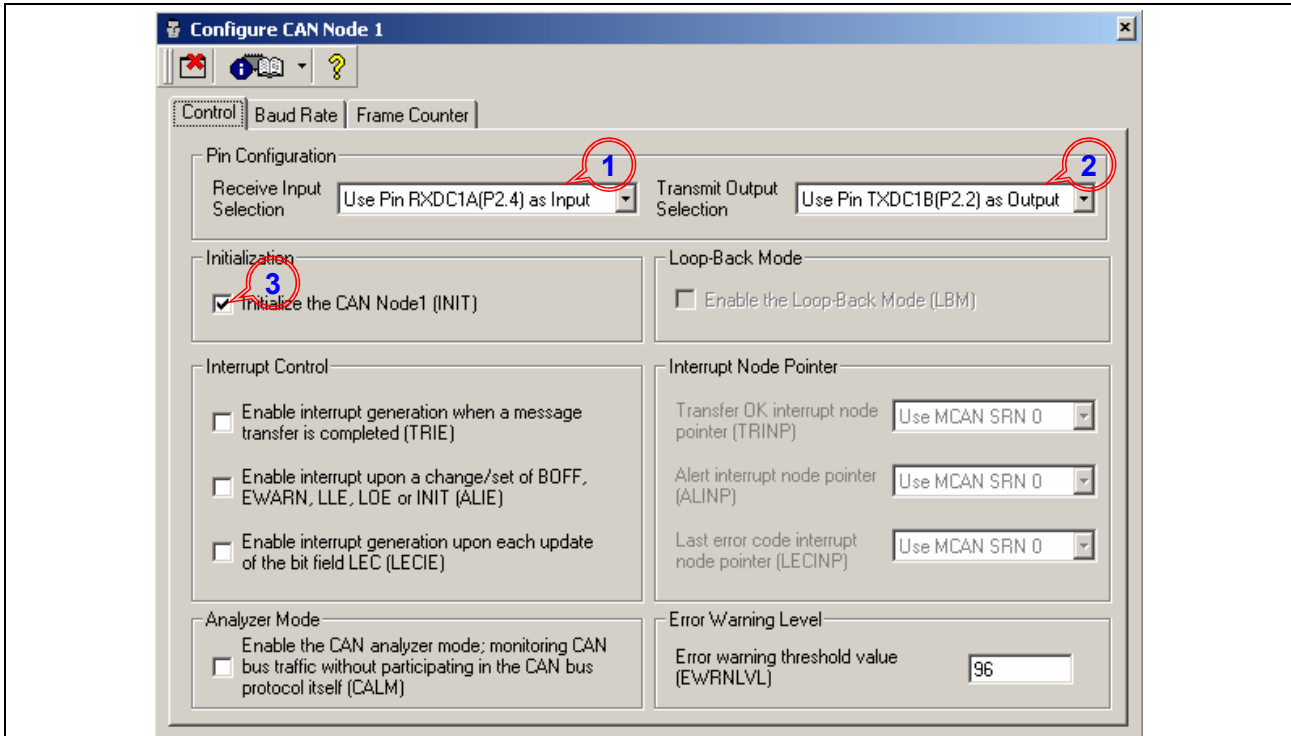 Configure CAN Node 1
Control
Baud Rate
Frame Counter
Pin Configuration
1
2
Receive Input
Selection
Use Pin RXDC1A(P2.4) as Input
Transmit Output
Selection
Use Pin TXDC1B(P2.2) as Output
Initialization
3
Initialize the CAN Node1 (INIT)
Loop-Back Mode
Enable the Loop-Back Mode (LBM)
Interrupt Control
Enable interrupt generation when a message
transfer is completed (TRIE)
Enable interrupt upon a change/set of BOFF,
EWARN, LLE, LOE or INIT (ALIE)
Enable interrupt generation upon each update
of the bit field LEC (LECIE)
Interrupt Node Pointer
Transfer OK interrupt node
pointer (TRINP)
Use MCAN SRN 0
Alert interrupt node pointer
(ALINP)
Use MCAN SRN 0
Last error code interrupt
node pointer (LECINP)
Use MCAN SRN 0
Analyzer Mode
Enable the CAN analyzer mode; monitoring CAN
bus traffic without participating in the CAN bus
protocol itself (CALM)
Error Warning Level
Error warning threshold value
(EWRNLVL)
96